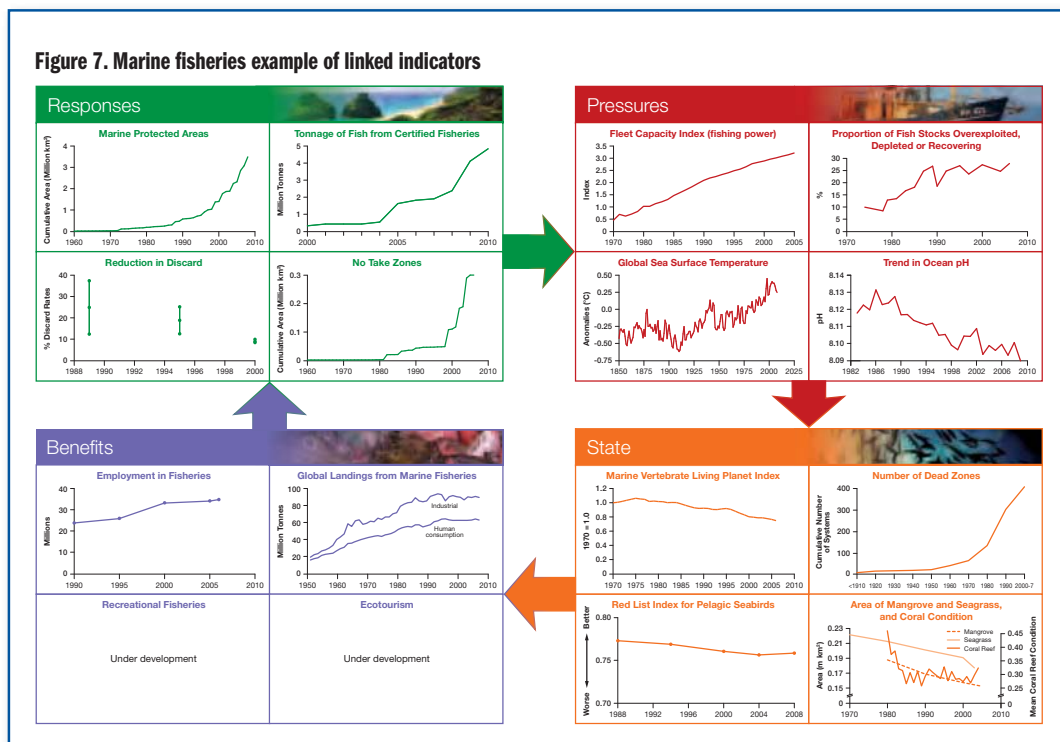 Figure 7. Marine fisheries example of linked indicators
Responses
Marine Protected Areas
Cumulative Area (Million km²)
4
3
2
1
0
1960 1970 1980 1990 2000 2010
Tonnage of Fish from Certified Fisheries
Million Tonnes
5
4
3
2
1
0
2000 2005 2010
Reduction in Discard
% Discard Rates
40
30
20
10
0
1988 1990 1992 1994 1996 1998 2000
No Take Zones
Cumulative Area (Million km²)
0.3
0.2
0.1
0
1960 1970 1980 1990 2000 2010
Pressures
Fleet Capacity Index (fishing power)
Index
3.5
3.0
2.5
2.0
1.5
1.0
0.5
1970 1975 1980 1985 1990 1995 2000 2005
Proportion of Fish Stocks Overexploited,
Depleted or Recovering
%
30
25
20
15
10
5
0
1970 1980 1990 2000 2010
Global Sea Surface Temperature
Anomalies (°C)
0.50
0.25
0.00
-0.25
-0.50
-0.75
1850 1875 1900 1925 1950 1975 2000 2025
Trend in Ocean pH
pH
8.14
8.13
8.12
8.11
8.10
8.09
1982 1986 1990 1994 1998 2002 2006 2010
Benefits
Employment in Fisheries
Millions
40
30
20
10
0
1990 1995 2000 2005 2010
Global Landings from Marine Fisheries
Million Tonnes
100
80
60
40
20
0
Industrial
Human
consumption
1950 1960 1970 1980 1990 2000 2010
Recreational Fisheries
Under development
Ecotourism
Under development
State
Marine Vertebrate Living Planet Index
1970 = 1.0
1.2
1.0
0.8
0.6
0.4
0.2
0
1970 1975 1980 1985 1990 1995 2000 2006 2010
Number of Dead Zones
Cumulative Number
of Systems
400
300
200
100
0
<1910 1920 1930 1940 1950 1960 1970 1980 1990 2000-7
Red List Index for Pelagic Seabirds
Better
Worse
0.80
0.75
0.70
1988 1992 1996 2000 2004 2008
Area of Mangrove and Seagrass,
and Coral Condition
Area (m km²)
0.23
0.21
0.19
0.17
0.15
0
Mangrove
Seagrass
Coral Reef
0.45
0.40
0.35
0.30
0.25
0
Mean Coral Reef Condition
1970 1980 1990 2000 2010